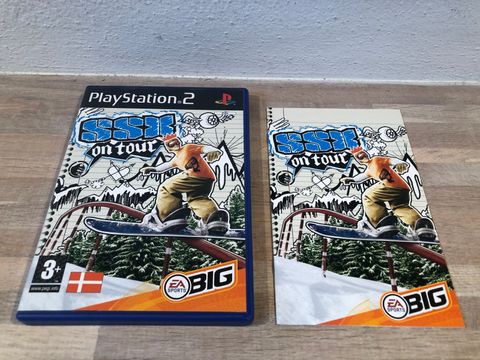 PlayStation®2
SSX
on tour
3+
www.pegi.info
EA
SPORTS
BIG
SSX
on tour
EA
SPORTS
BIG